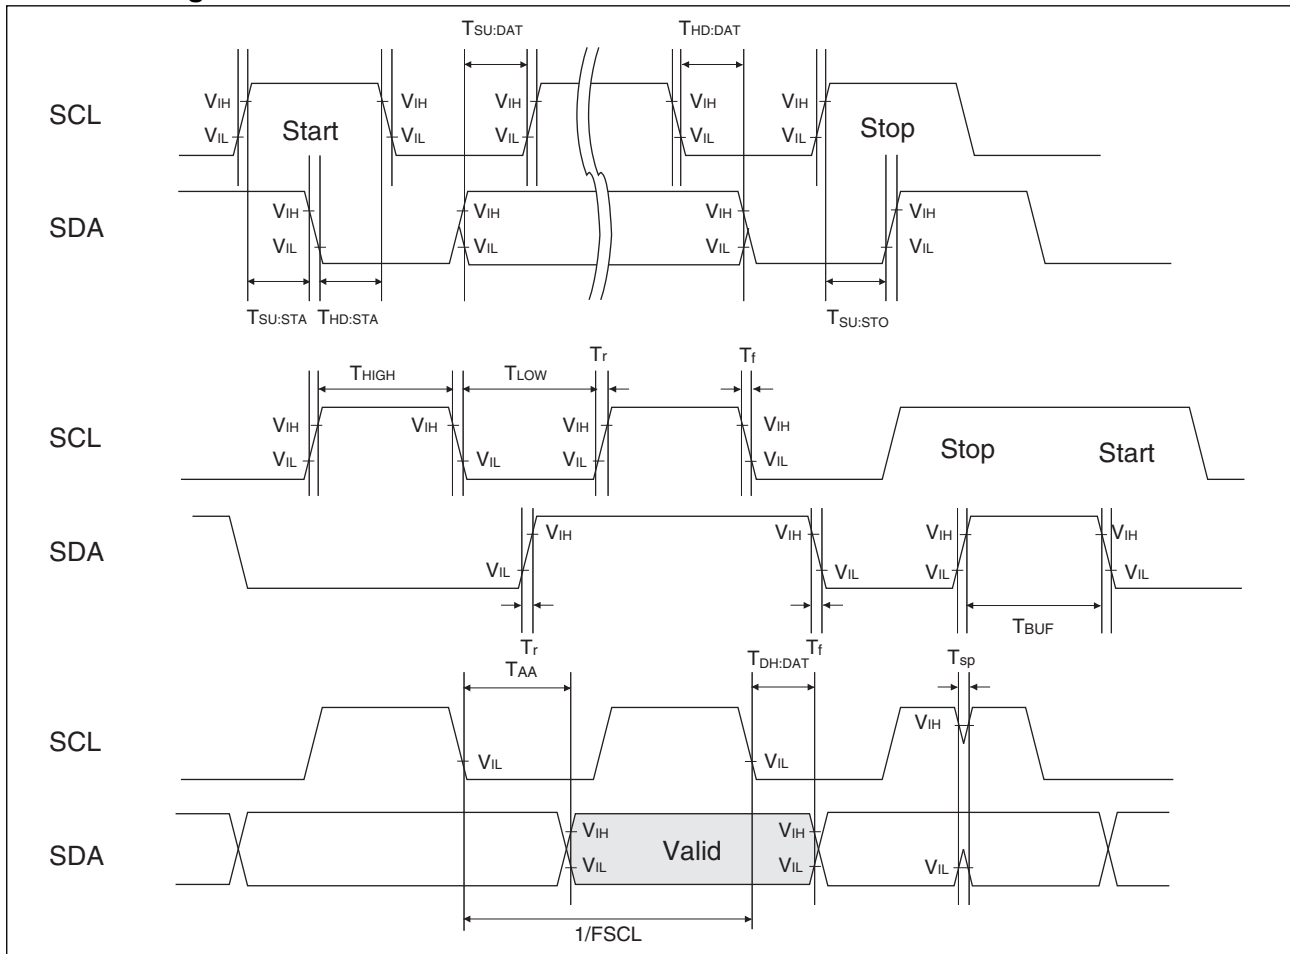 TSU:DAT THD:DAT
SCL VIH VIL Start VIH VIL VIH VIL VIH VIL VIH VIL Stop
SDA VIH VIL VIH VIL VIH VIL VIH VIL
TSU:STA THD:STA TSU:STO
THIGH TLOW Tr Tf
SCL VIH VIL VIH VIL VIH VIL VIH VIL Stop Start
SDA VIL VIH VIH VIL VIH VIL VIH VIL
Tr Tf TBUF
TAA TDH:DAT Tsp
SCL VIL VIL VIH
SDA VIH VIL Valid VIH VIL VIL
1/FSCL